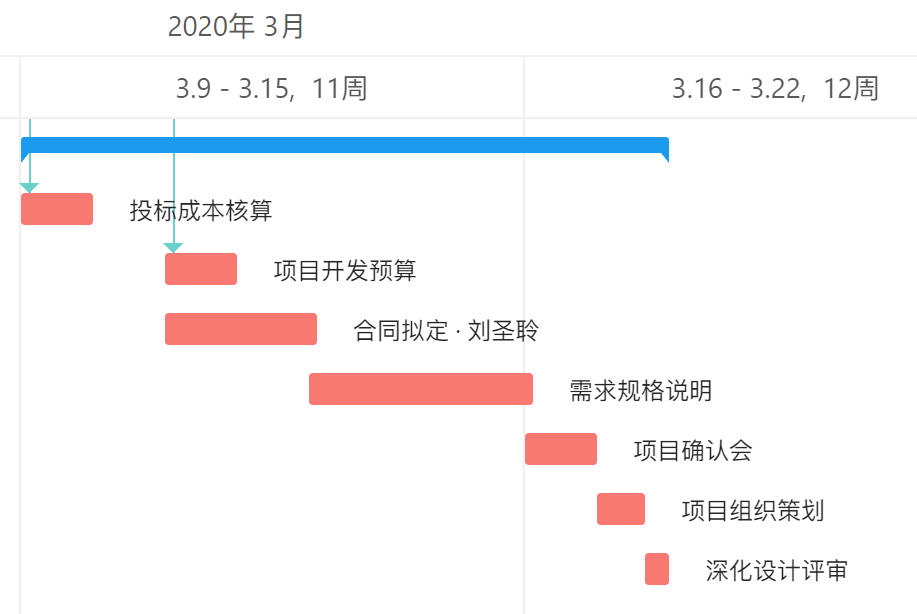 2020年 3月
3.9 - 3.15, 11周
3.16 - 3.22, 12周
投标成本核算
项目开发预算
合同拟定 · 刘圣聆
需求规格说明
项目确认会
项目组织策划
深化设计评审